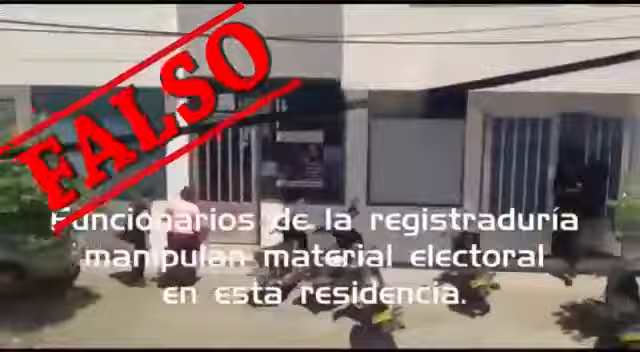 FALSO
Funcionarios de la registraduría
manipulan material electoral
en esta residencia.